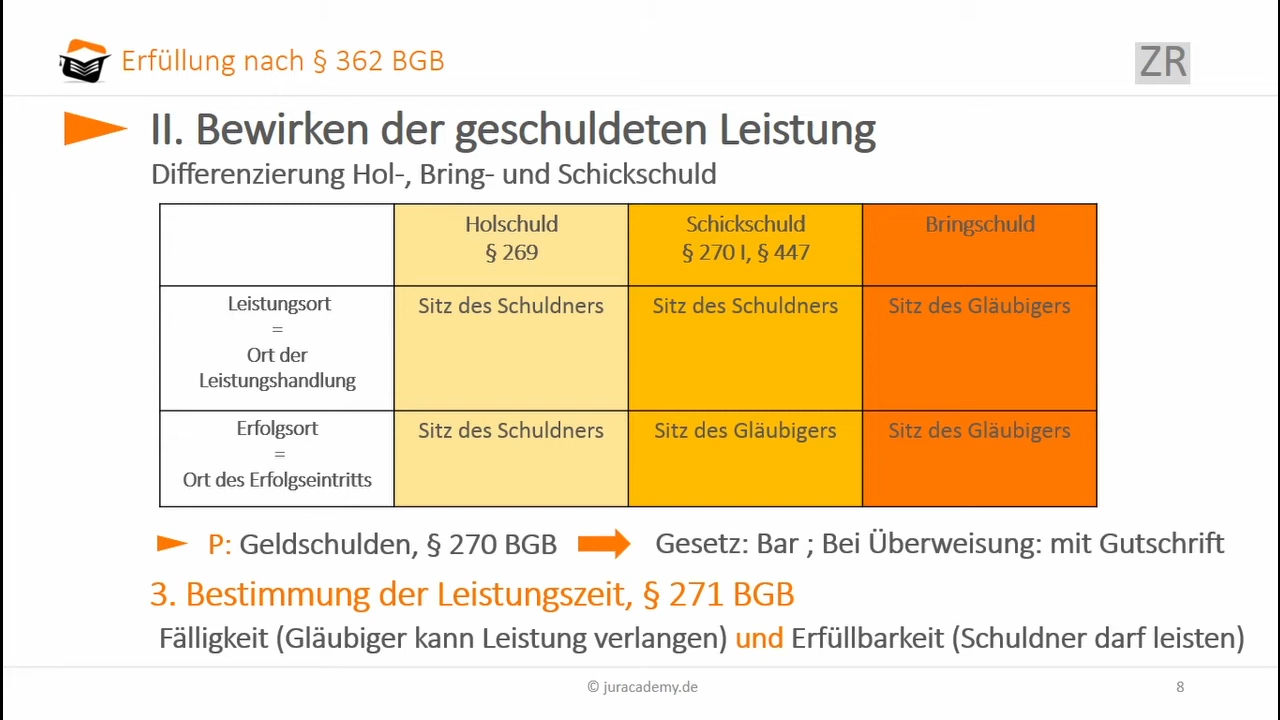 Erfüllung nach § 362 BGB
ZR
II. Bewirken der geschuldeten Leistung
Differenzierung Hol-, Bring- und Schickschuld
Holschuld
§ 269
Schickschuld
§ 270 I, § 447
Bringschuld
Leistungsort
=
Ort der
Leistungshandlung
Sitz des Schuldners
Sitz des Schuldners
Sitz des Gläubigers
Erfolgsort
=
Ort des Erfolgseintritts
Sitz des Schuldners
Sitz des Gläubigers
Sitz des Gläubigers
P: Geldschulden, § 270 BGB
Gesetz: Bar ; Bei Überweisung: mit Gutschrift
3. Bestimmung der Leistungszeit, § 271 BGB
Fälligkeit (Gläubiger kann Leistung verlangen) und Erfüllbarkeit (Schuldner darf leisten)
© juracademy.de
8